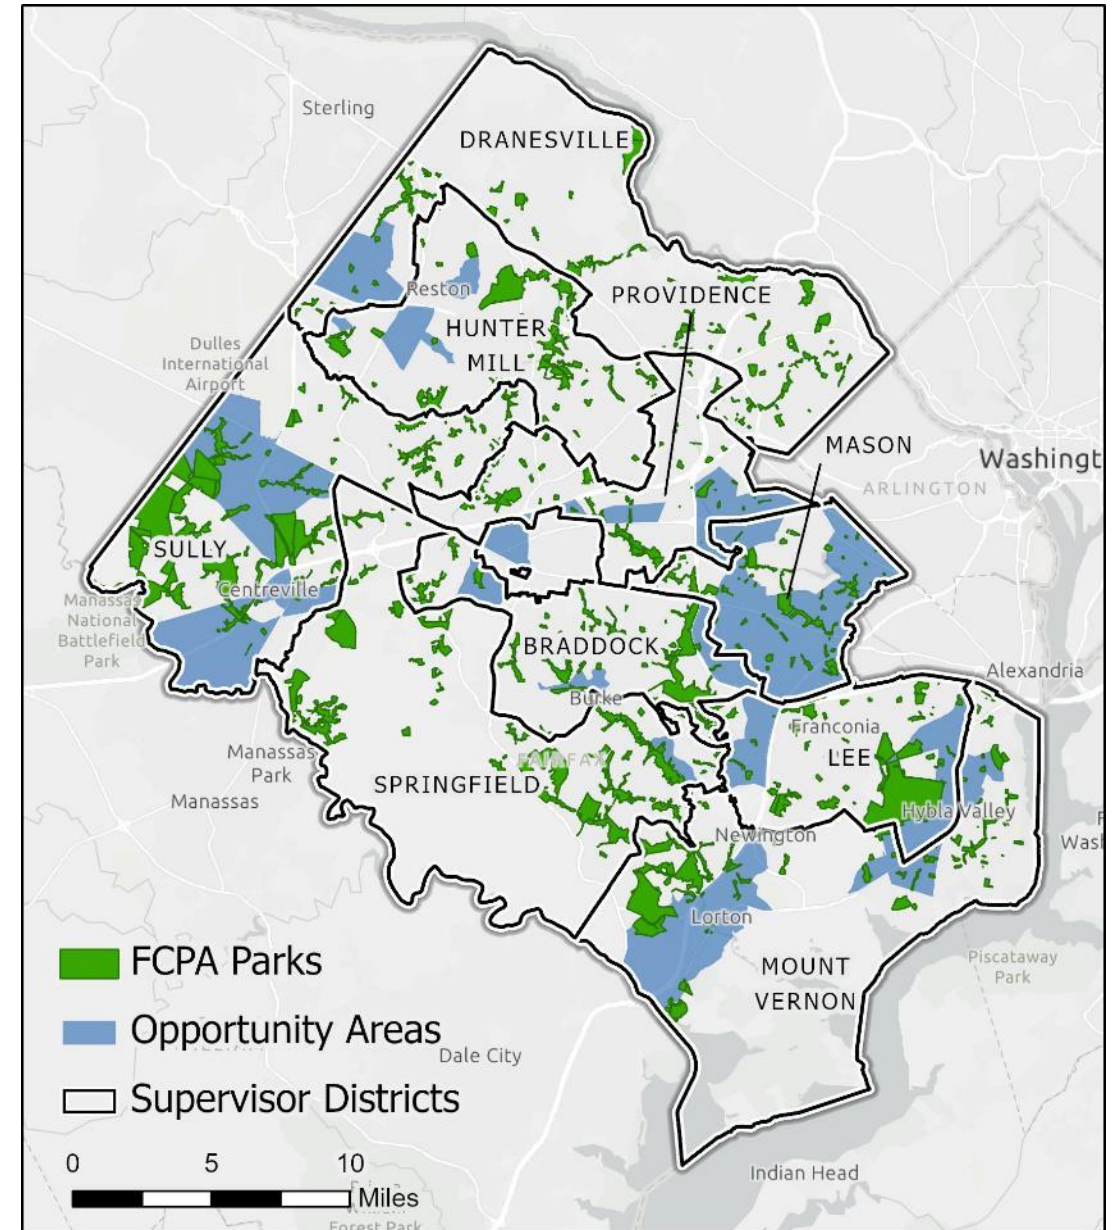 Sterling
DRANESVILLE
Reston
PROVIDENCE
HUNTER
MILL
Dulles
International
Airport
MASON
Washingt
ARLINGTON
SULLY
Centreville
Manassas
National
Battlefield
Park
BRADDOCK
Burke
Alexandria
Franconia
LEE
Manassas
Park
FAIRFAX
SPRINGFIELD
Manassas
Hybla Valley
Newington
Lorton
FCPA Parks
MOUNT
VERNON
Piscataway
Park
Opportunity Areas
Dale City
Supervisor Districts
0 5 10
Miles
Indian Head
Forest Park